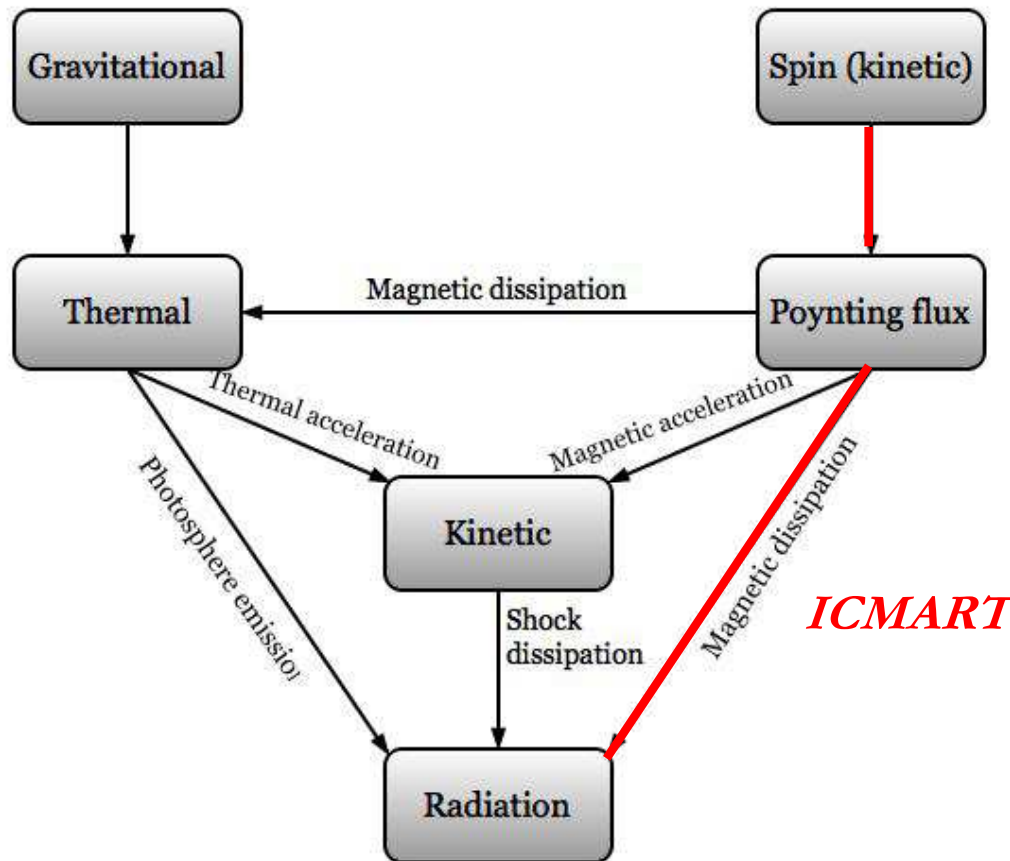 Gravitational
Spin (kinetic)
Magnetic dissipation
Thermal
Poynting flux
Thermal acceleration
Magnetic acceleration
Photosphere emission
Kinetic
Magnetic dissipation
Shock
dissipation
ICMART
Radiation